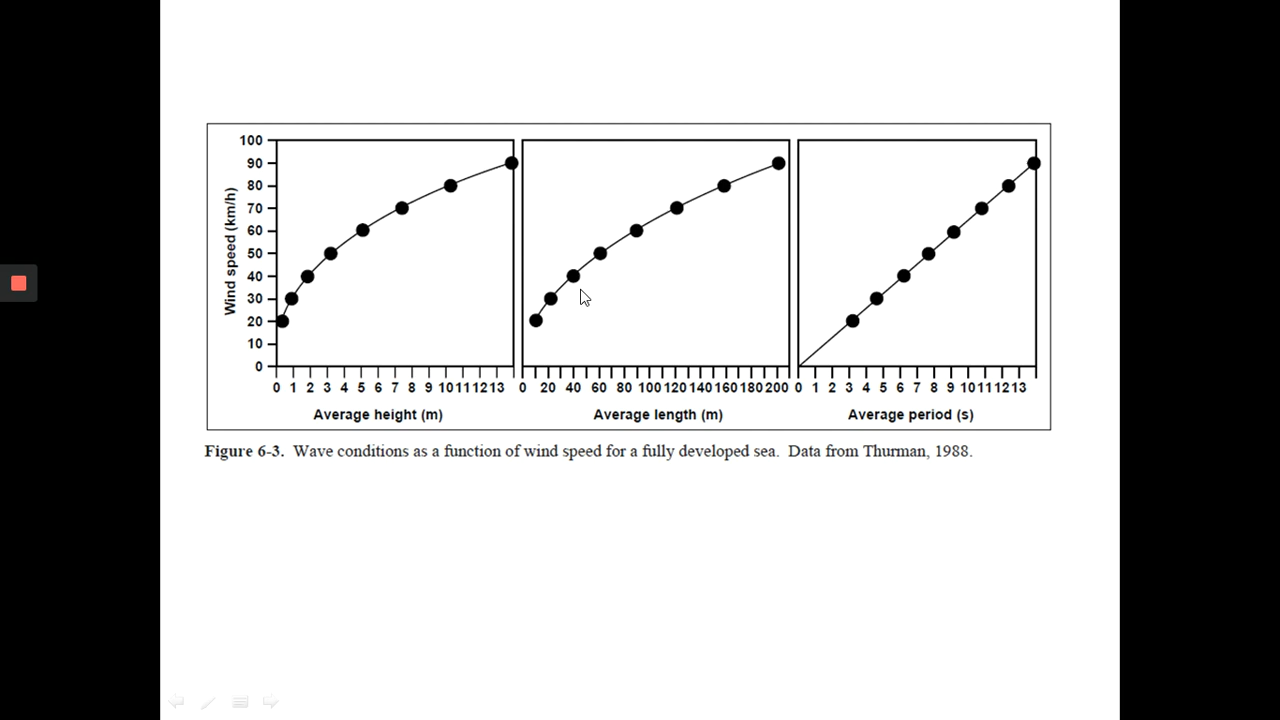 100
90
80
70
60
50
40
30
20
10
0
Wind speed (km/h)
0 1 2 3 4 5 6 7 8 9 10 11 12 13
Average height (m)
0 20 40 60 80 100 120 140 160 180 200
Average length (m)
0 1 2 3 4 5 6 7 8 9 10 11 12 13
Average period (s)
Figure 6-3. Wave conditions as a function of wind speed for a fully developed sea. Data from Thurman, 1988.